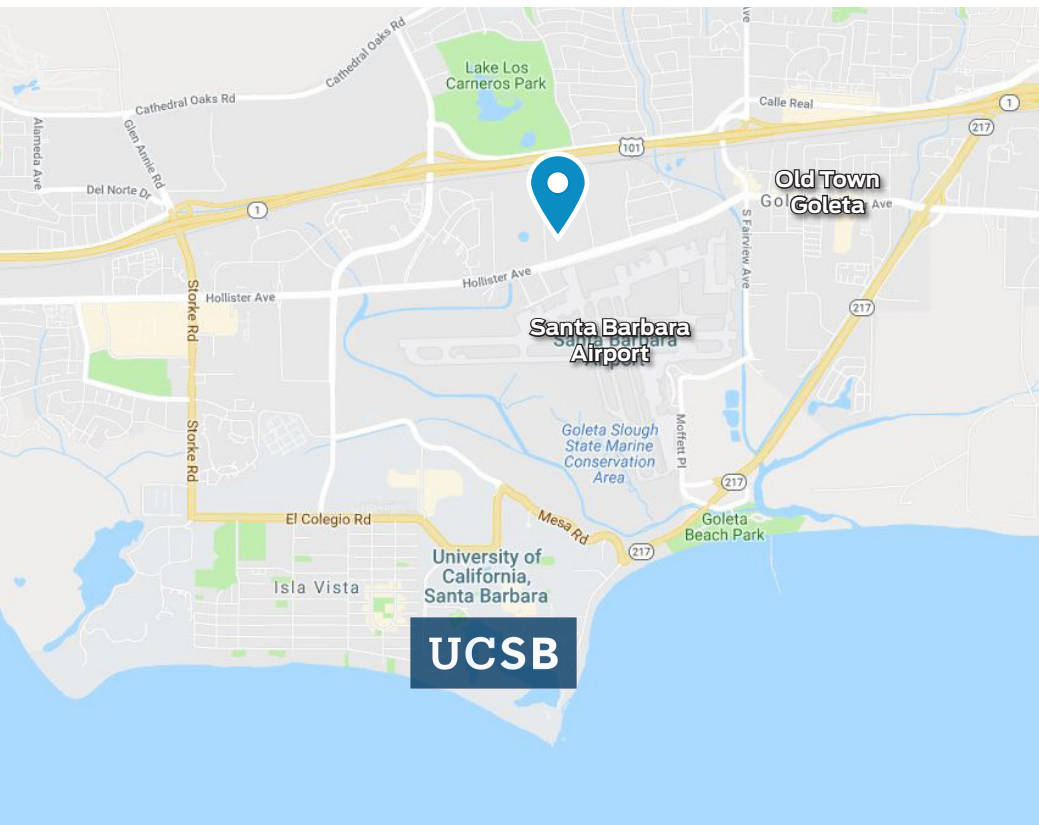 Cathedral Oaks Rd
Cathedral Oaks Rd
Lake Los
Carneros Park
Calle Real
1
217
101
Alameda Ave
Glen Annie Rd
Del Norte Dr
1
Old Town
Goleta
Ave
S Fairview Ave
Hollister Ave
Hollister Ave
Storke Rd
217
Santa Barbara
Airport
Santa Barbara
Airport
Storke Rd
Moffett Pl
Goleta Slough
State Marine
Conservation
Area
217
El Colegio Rd
Mesa Rd
Goleta
Beach Park
217
University of
California,
Santa Barbara
Isla Vista
UCSB